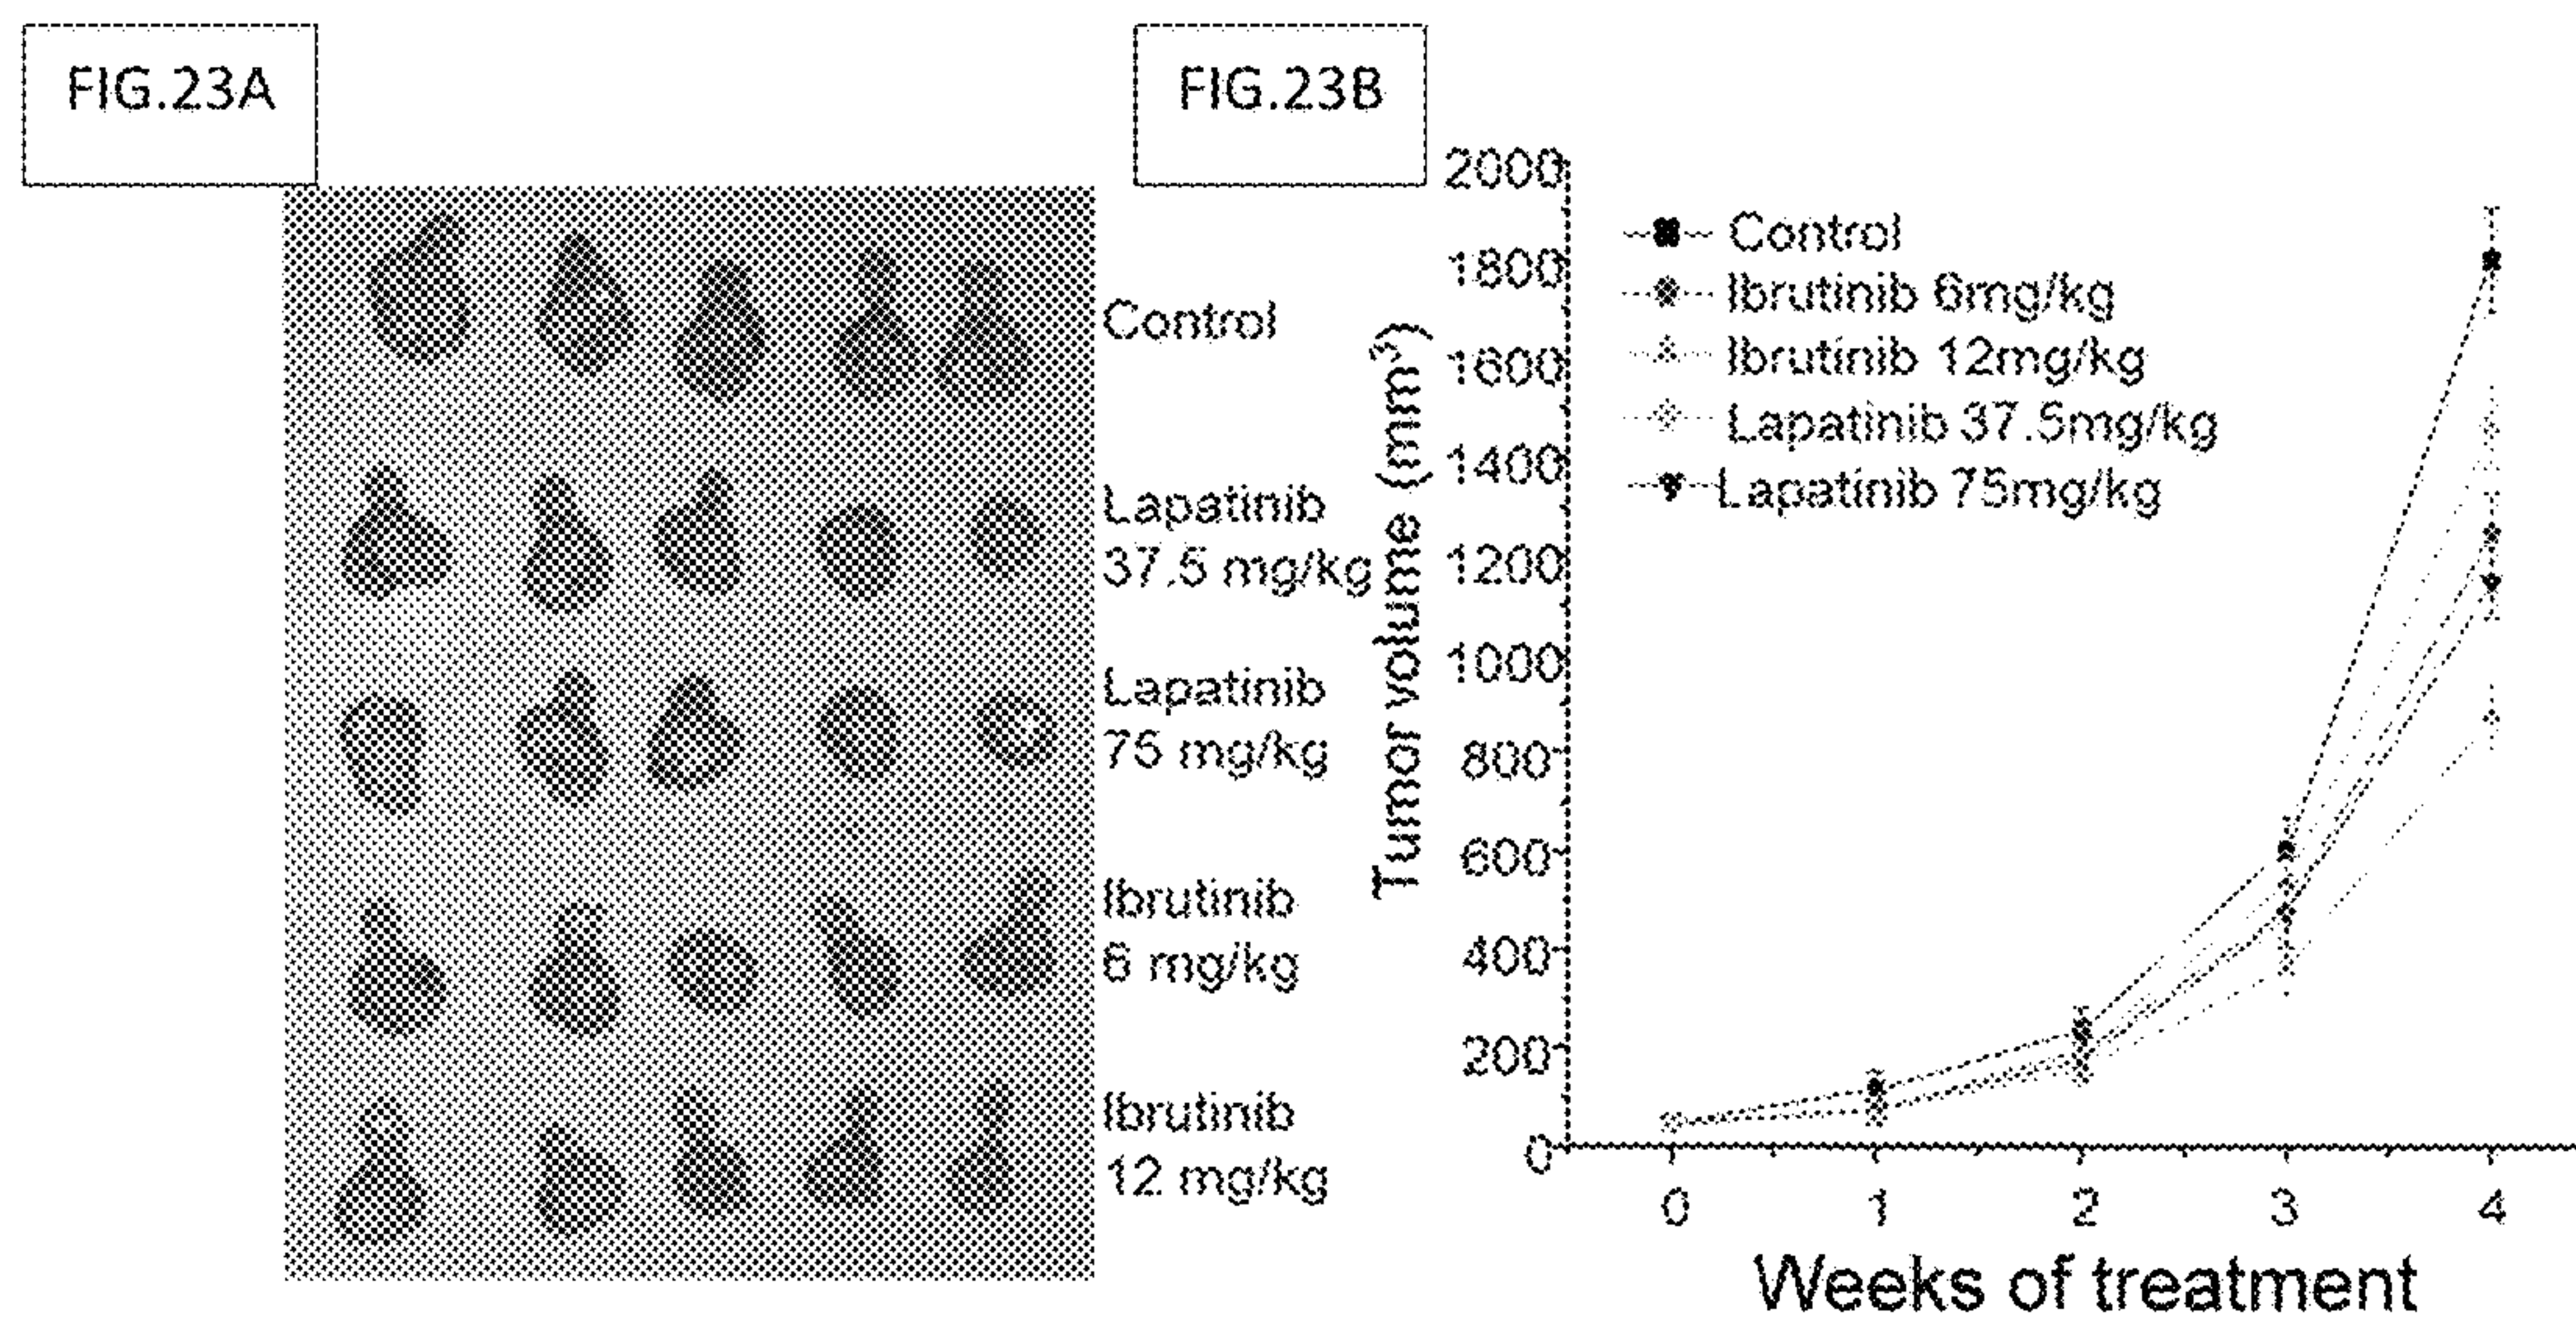 FIG.23A
Control
Lapatinib
37.5 mg/kg
Lapatinib
75 mg/kg
Ibrutinib
6 mg/kg
Ibrutinib
12 mg/kg
FIG.23B
Tumor volume (mm³)
2000
1800
1600
1400
1200
1000
800
600
400
200
0
Control
Ibrutinib 6mg/kg
Ibrutinib 12mg/kg
Lapatinib 37.5mg/kg
Lapatinib 75mg/kg
0 1 2 3 4
Weeks of treatment